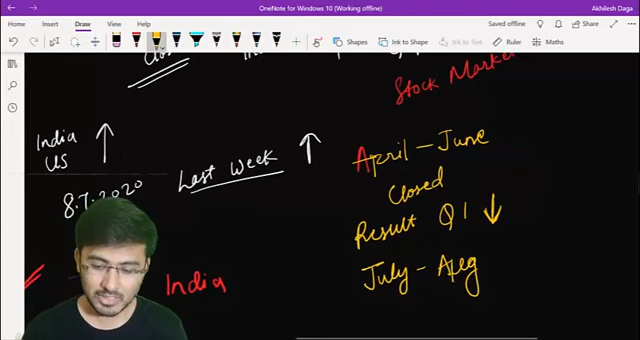 OneNote for Windows 10 (Working offline)
Akhilesh Daga
Home Insert Draw View Help
Saved offline
Shapes Ink to Shape Ink to Text Ruler Maths
Stock Market
India
US
Last Week
8.7.2020
India
April - June
Closed
Result Q1
July - Aug